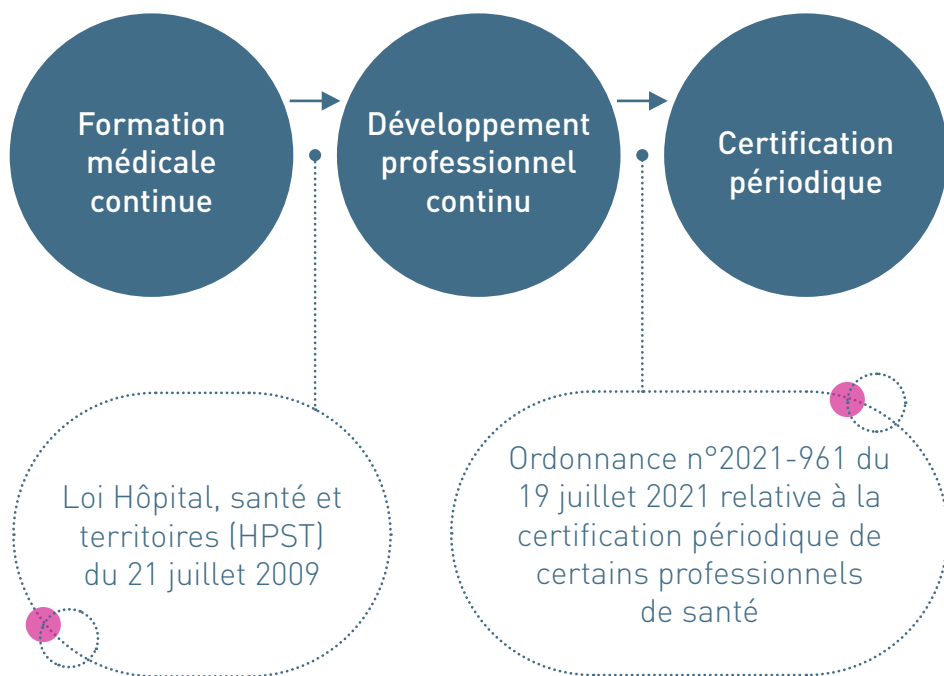 Formation
médicale
continue
Développement
professionnel
continu
Certification
périodique
Loi Hôpital, santé et
territoires (HPST)
du 21 juillet 2009
Ordonnance n°2021-961 du
19 juillet 2021 relative à la
certification périodique de
certains professionnels
de santé